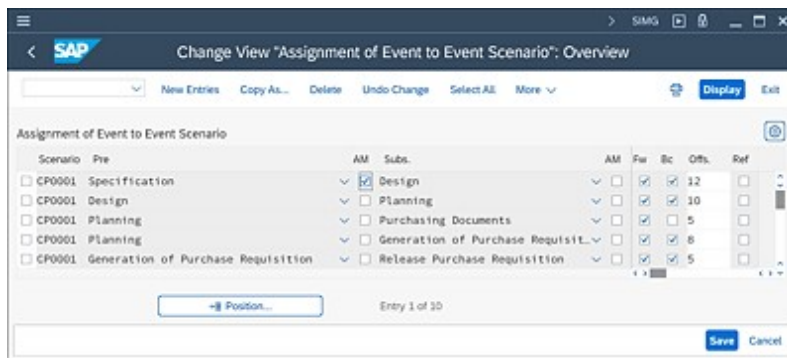 SIMG
SAP Change View "Assignment of Event to Event Scenario": Overview
New Entries Copy As... Delete Undo Change Select All More Display Exit
Assignment of Event to Event Scenario
Scenario Pre AM Subs. AM Fw Bc Offs. Ref
CP0001 Specification Design 12
CP0001 Design Planning 10
CP0001 Planning Purchasing Documents 5
CP0001 Planning Generation of Purchase Requisit… 8
CP0001 Generation of Purchase Requisition Release Purchase Requisition 5
Position... Entry 1 of 10
Save Cancel